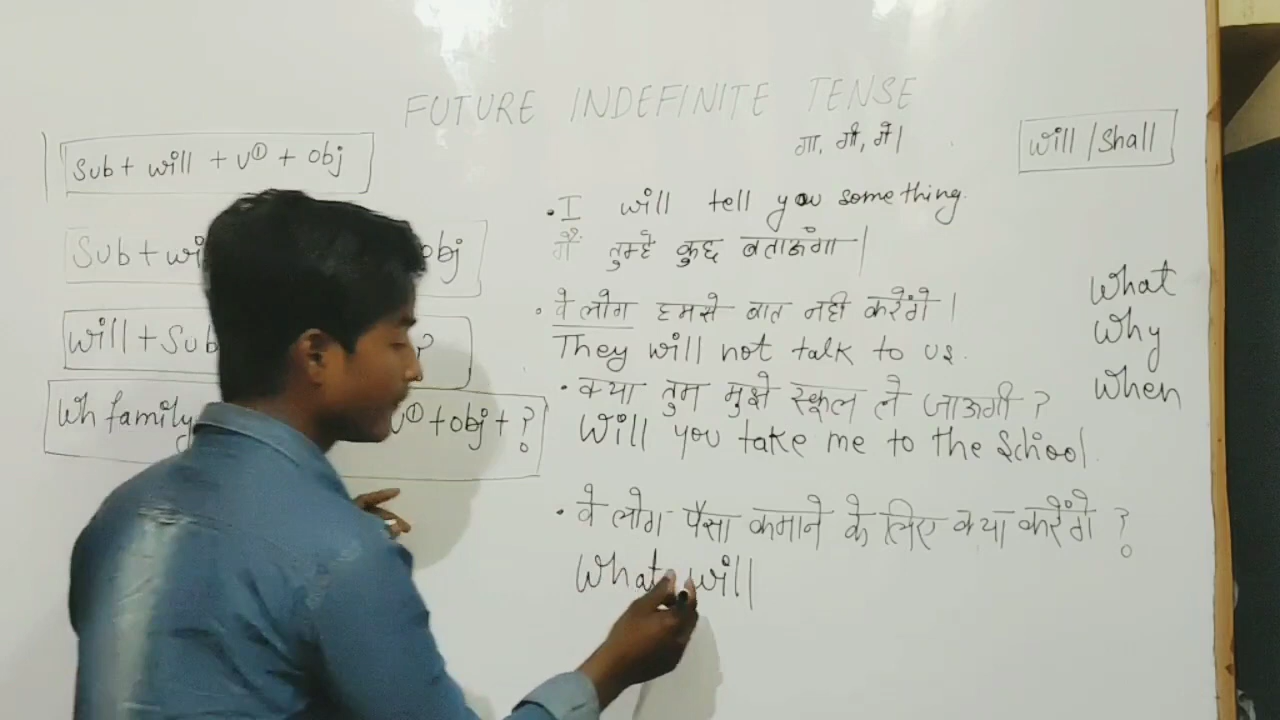 FUTURE INDEFINITE TENSE
गा, गी, गे।
will / Shall
Sub + will + V① + obj
Sub + wi obj
will + Sub ?
Wh family V① + obj + ?
• I will tell you something.
मैं तुम्हे कुछ बताऊंगा।
• वे लोग हमसे बात नही करेंगे।
They will not talk to us.
• क्या तुम मुझे स्कूल ले जाऊगी ?
Will you take me to the School.
• वे लोग पैसा कमाने के लिए क्या करेंगे ?
What will
What
Why
When